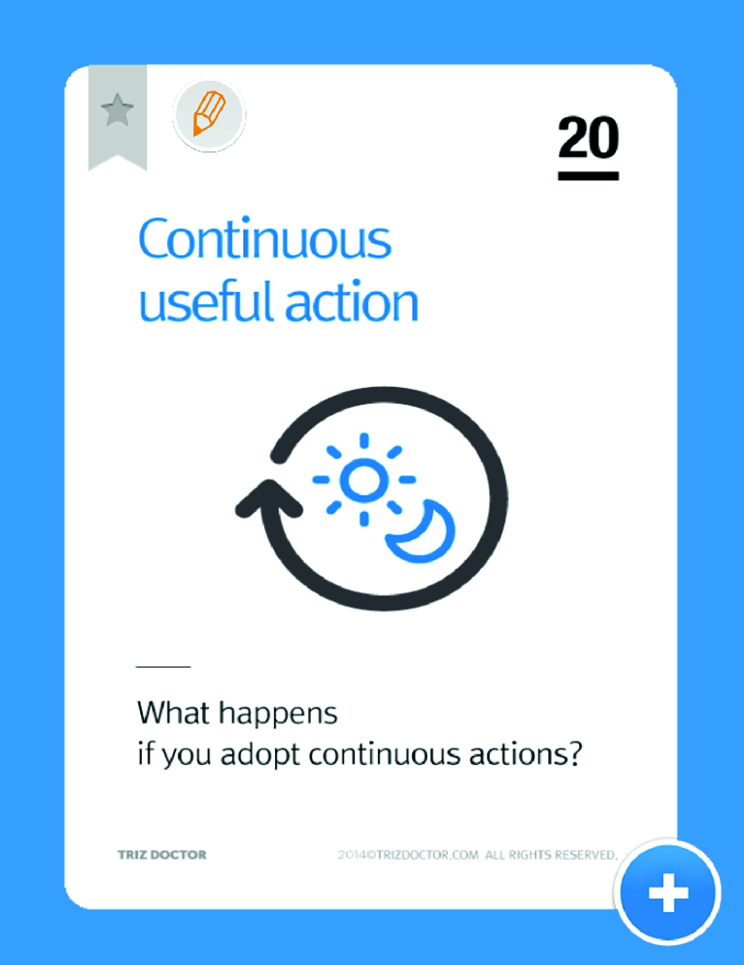 20
Continuous
useful action
What happens
if you adopt continuous actions?
TRIZ DOCTOR
2014©TRIZDOCTOR.COM ALL RIGHTS RESERVED.